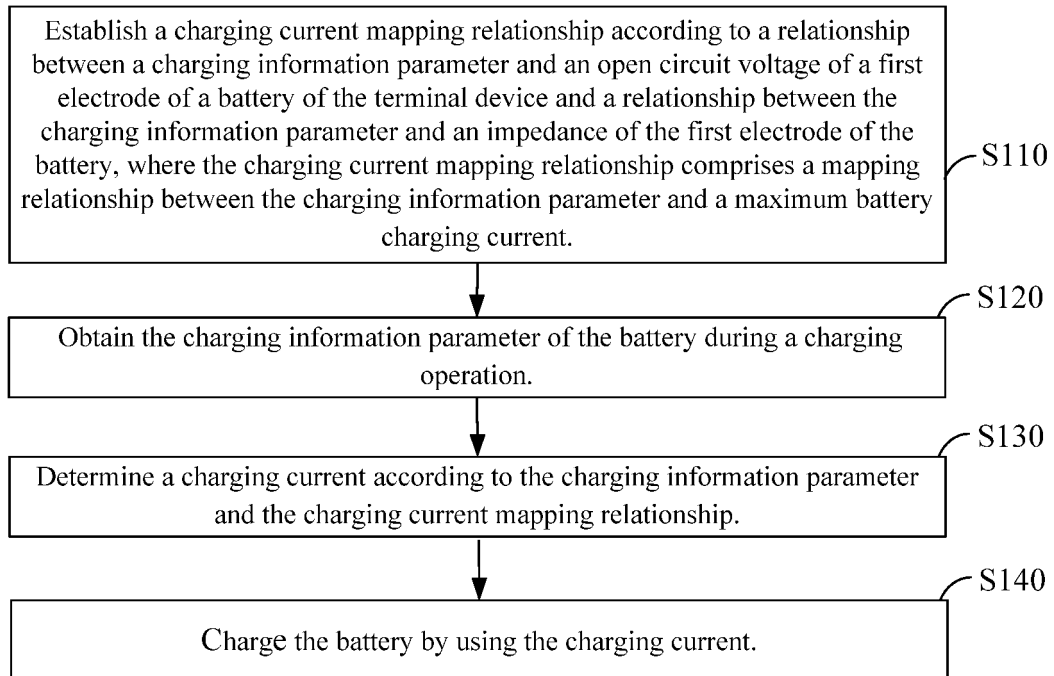 Establish a charging current mapping relationship according to a relationship
between a charging information parameter and an open circuit voltage of a first
electrode of a battery of the terminal device and a relationship between the
charging information parameter and an impedance of the first electrode of the
battery, where the charging current mapping relationship comprises a mapping
relationship between the charging information parameter and a maximum battery
charging current.
S110
S120
Obtain the charging information parameter of the battery during a charging
operation.
S130
Determine a charging current according to the charging information parameter
and the charging current mapping relationship.
S140
Charge the battery by using the charging current.